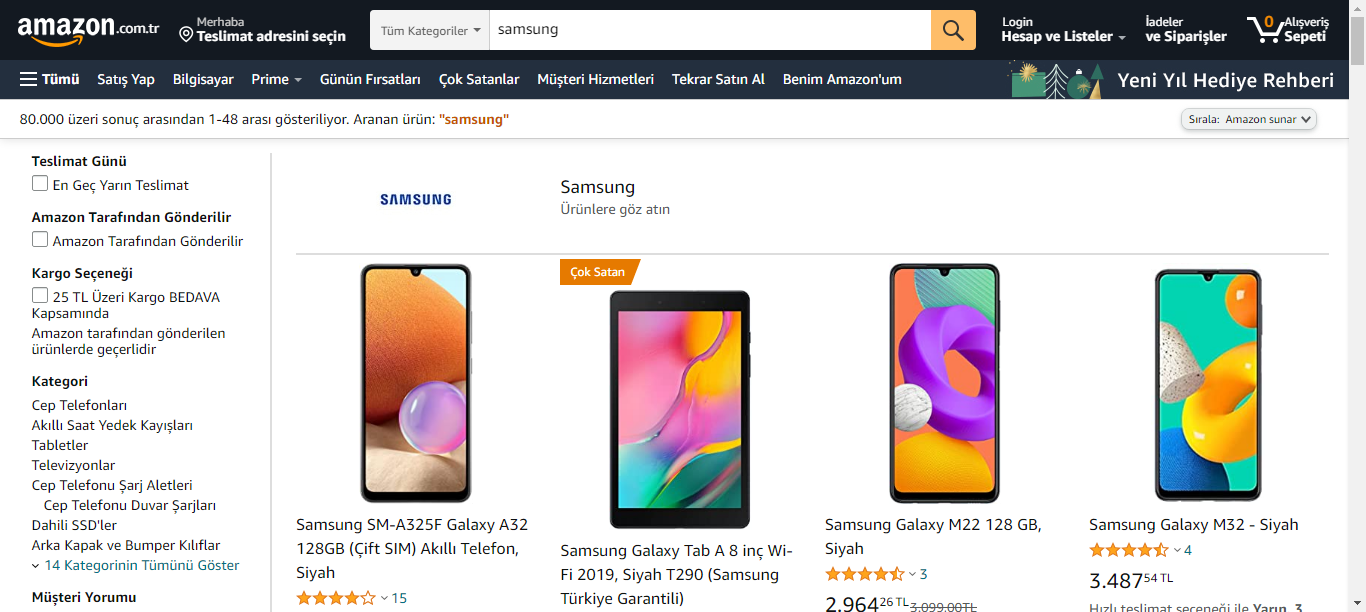 amazon.com.tr
Merhaba
Teslimat adresini seçin
Tüm Kategoriler
samsung
Login
Hesap ve Listeler
İadeler
ve Siparişler
0
Alışveriş
Sepeti
Tümü
Satış Yap
Bilgisayar
Prime
Günün Fırsatları
Çok Satanlar
Müşteri Hizmetleri
Tekrar Satın Al
Benim Amazon'um
Yeni Yıl Hediye Rehberi
80.000 üzeri sonuç arasından 1-48 arası gösteriliyor. Aranan ürün: "samsung"
Sırala: Amazon sunar
Teslimat Günü
En Geç Yarın Teslimat
Amazon Tarafından Gönderilir
Amazon Tarafından Gönderilir
Kargo Seçeneği
25 TL Üzeri Kargo BEDAVA
Kapsamında
Amazon tarafından gönderilen
ürünlerde geçerlidir
Kategori
Cep Telefonları
Akıllı Saat Yedek Kayışları
Tabletler
Televizyonlar
Cep Telefonu Şarj Aletleri
Cep Telefonu Duvar Şarjları
Dahili SSD'ler
Arka Kapak ve Bumper Kılıflar
14 Kategorinin Tümünü Göster
Müşteri Yorumu
SAMSUNG
Samsung
Ürünlere göz atın
Samsung SM-A325F Galaxy A32
128GB (Çift SIM) Akıllı Telefon,
Siyah
15
Çok Satan
Samsung Galaxy Tab A 8 inç Wi-
Fi 2019, Siyah T290 (Samsung
Türkiye Garantili)
Samsung Galaxy M22 128 GB,
Siyah
3
2.964,26 TL 3.099,00TL
Samsung Galaxy M32 - Siyah
4
3.487,54 TL
Hızlı teslimat seçeneği ile Yarın, 3